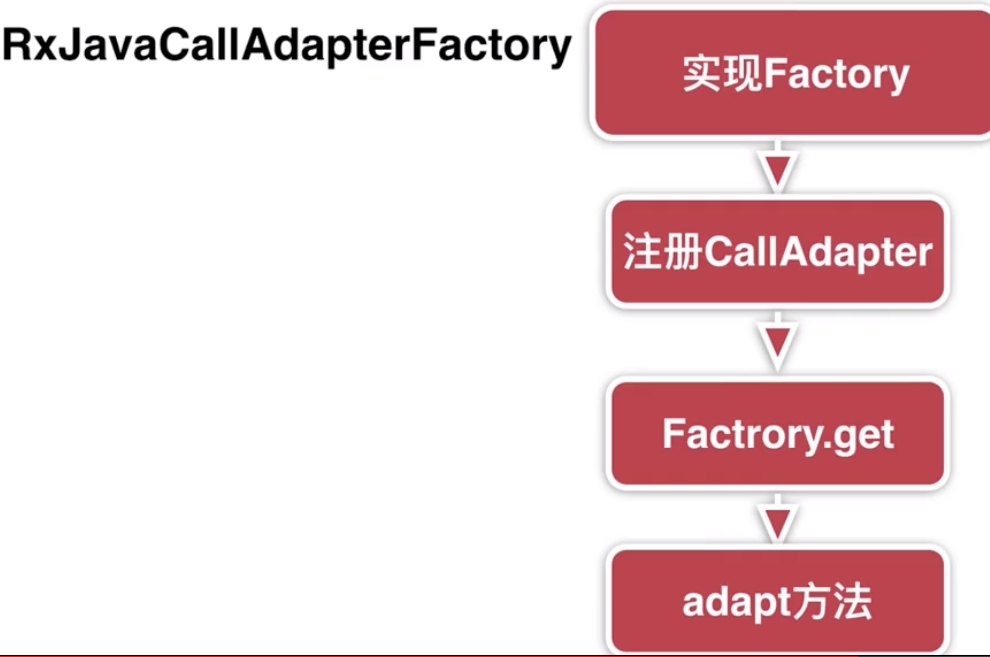 RxJavaCallAdapterFactory
实现Factory
注册CallAdapter
Factrory.get
adapt方法